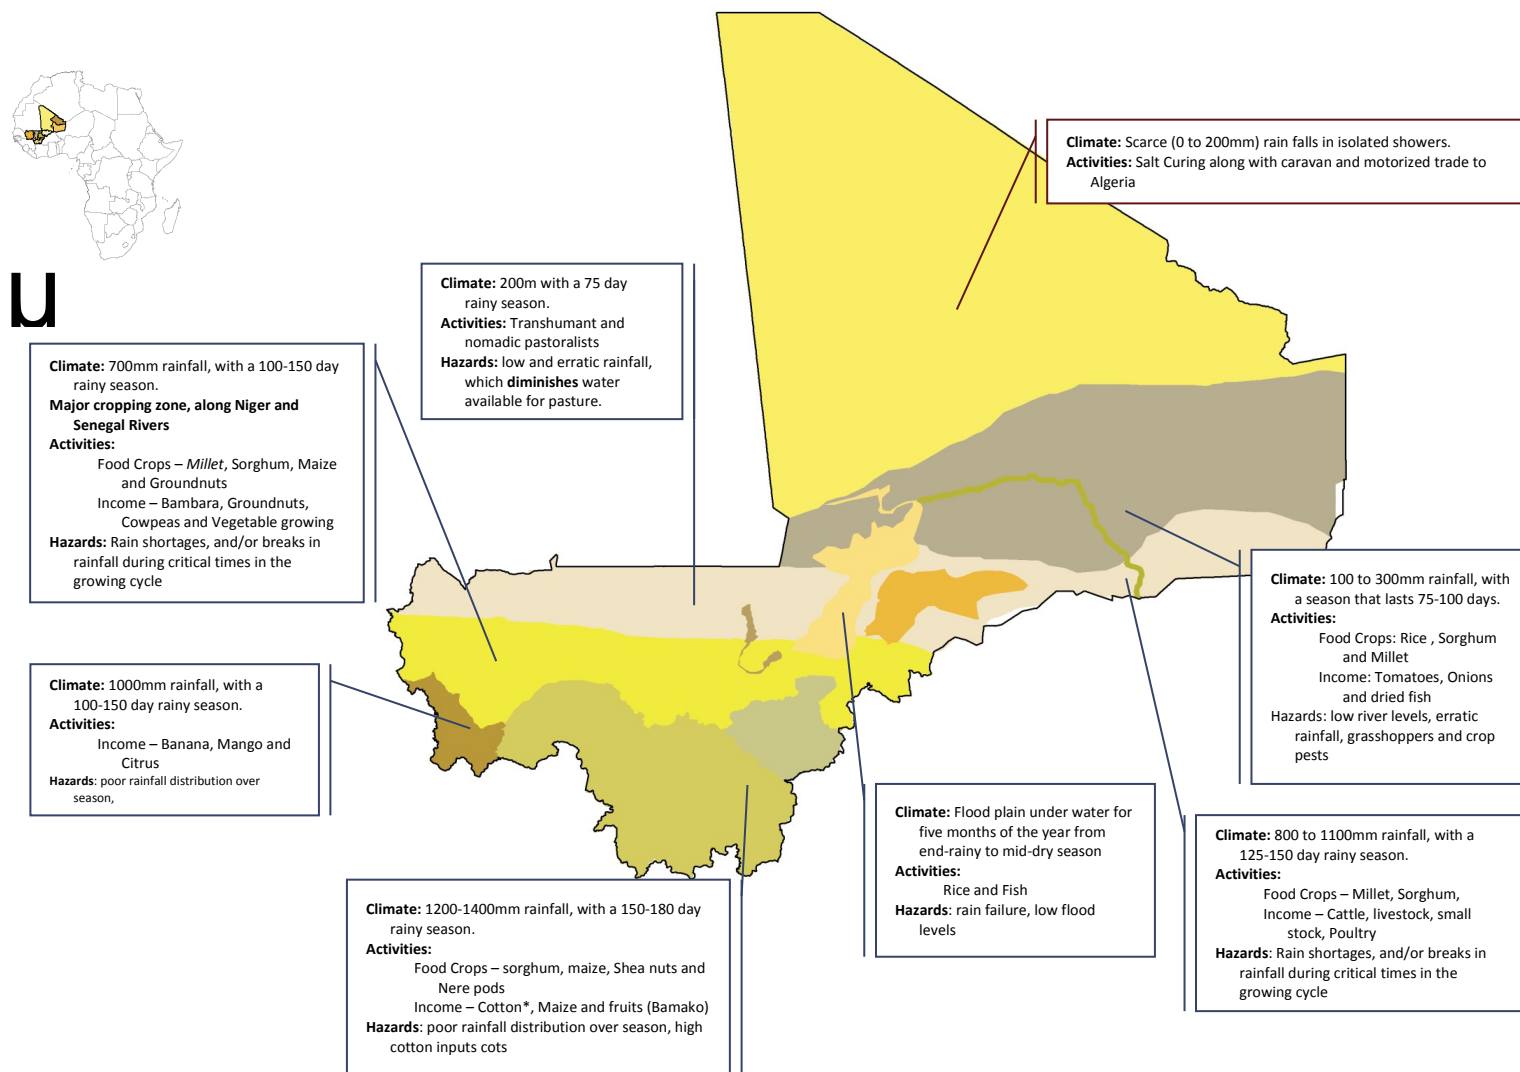 Climate: Scarce (0 to 200mm) rain falls in isolated showers.
Activities: Salt Curing along with caravan and motorized trade to
Algeria
Climate: 200m with a 75 day
rainy season.
Activities: Transhumant and
nomadic pastoralists
Hazards: low and erratic rainfall,
which diminishes water
available for pasture.
Climate: 700mm rainfall, with a 100-150 day
rainy season.
Major cropping zone, along Niger and
Senegal Rivers
Activities:
Food Crops – Millet, Sorghum, Maize
and Groundnuts
Income – Bambara, Groundnuts,
Cowpeas and Vegetable growing
Hazards: Rain shortages, and/or breaks in
rainfall during critical times in the
growing cycle
Climate: 1000mm rainfall, with a
100-150 day rainy season.
Activities:
Income – Banana, Mango and
Citrus
Hazards: poor rainfall distribution over
season,
Climate: 1200-1400mm rainfall, with a 150-180 day
rainy season.
Activities:
Food Crops – sorghum, maize, Shea nuts and
Nere pods
Income – Cotton*, Maize and fruits (Bamako)
Hazards: poor rainfall distribution over season, high
cotton inputs cots
Climate: Flood plain under water for
five months of the year from
end-rainy to mid-dry season
Activities:
Rice and Fish
Hazards: rain failure, low flood
levels
Climate: 100 to 300mm rainfall, with
a season that lasts 75-100 days.
Activities:
Food Crops: Rice , Sorghum
and Millet
Income: Tomatoes, Onions
and dried fish
Hazards: low river levels, erratic
rainfall, grasshoppers and crop
pests
Climate: 800 to 1100mm rainfall, with a
125-150 day rainy season.
Activities:
Food Crops – Millet, Sorghum,
Income – Cattle, livestock, small
stock, Poultry
Hazards: Rain shortages, and/or breaks in
rainfall during critical times in the
growing cycle